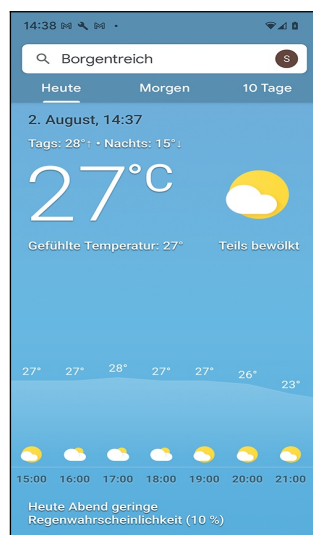 14:38
Borgentreich
S
Heute Morgen 10 Tage
2. August, 14:37
Tags: 28°↑ • Nachts: 15°↓
27°C
Gefühlte Temperatur: 27° Teils bewölkt
27° 27° 28° 27° 27° 26° 23°
15:00 16:00 17:00 18:00 19:00 20:00 21:00
Heute Abend geringe
Regenwahrscheinlichkeit (10 %)